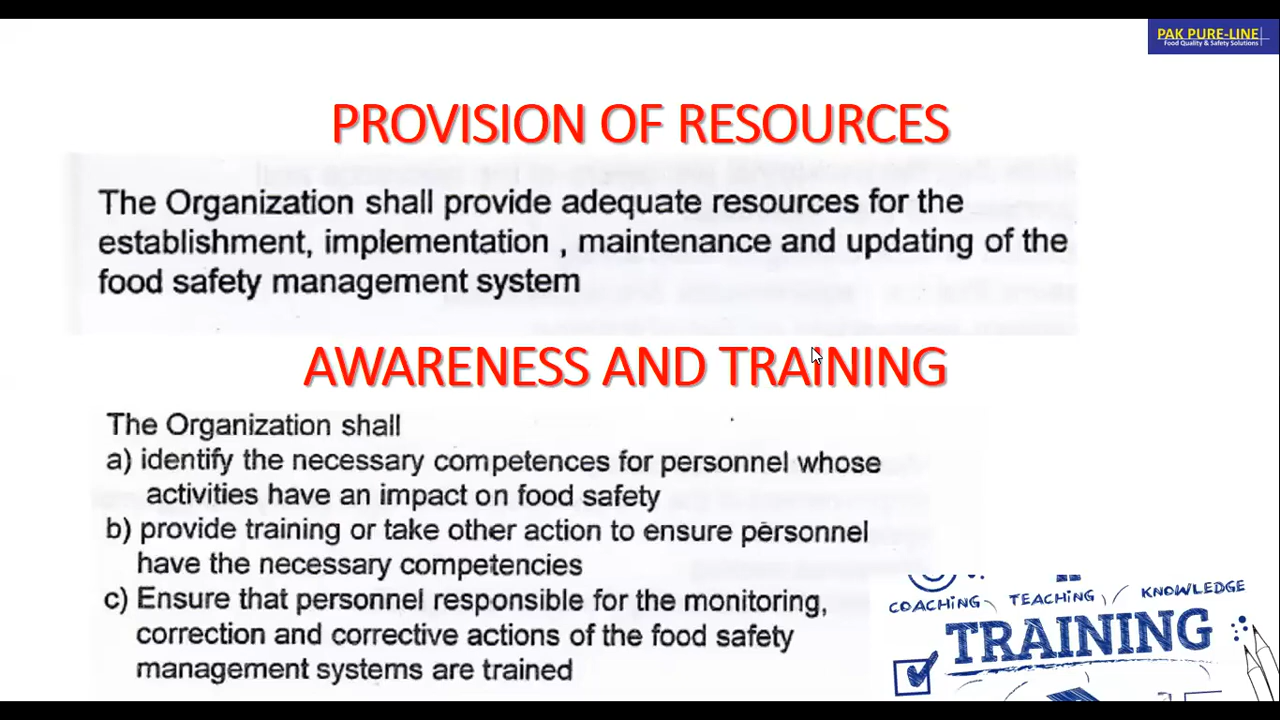 PAK PURE-LINE
Food Quality & Safety Solutions
PROVISION OF RESOURCES
The Organization shall provide adequate resources for the
establishment, implementation , maintenance and updating of the
food safety management system
AWARENESS AND TRAINING
The Organization shall
a) identify the necessary competences for personnel whose
activities have an impact on food safety
b) provide training or take other action to ensure personnel
have the necessary competencies
c) Ensure that personnel responsible for the monitoring,
correction and corrective actions of the food safety
management systems are trained
COACHING TEACHING KNOWLEDGE
TRAINING